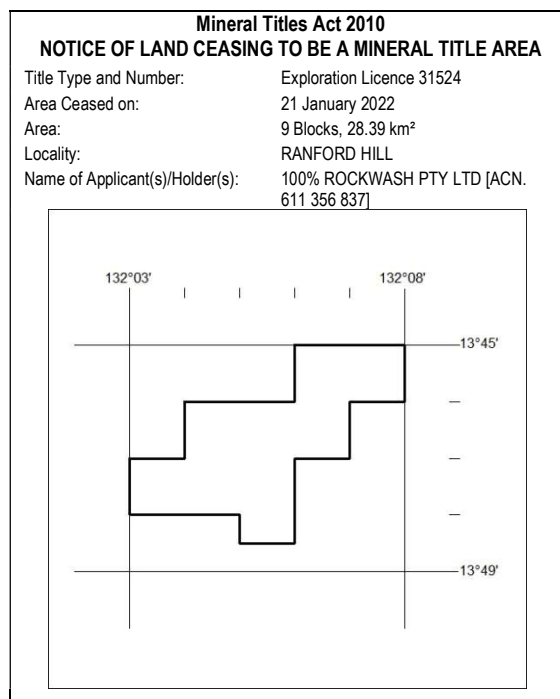 Mineral Titles Act 2010
NOTICE OF LAND CEASING TO BE A MINERAL TITLE AREA
Title Type and Number: Exploration Licence 31524
Area Ceased on: 21 January 2022
Area: 9 Blocks, 28.39 km²
Locality: RANFORD HILL
Name of Applicant(s)/Holder(s): 100% ROCKWASH PTY LTD [ACN.
611 356 837]
132°03' 132°08'
13°45'
13°49'